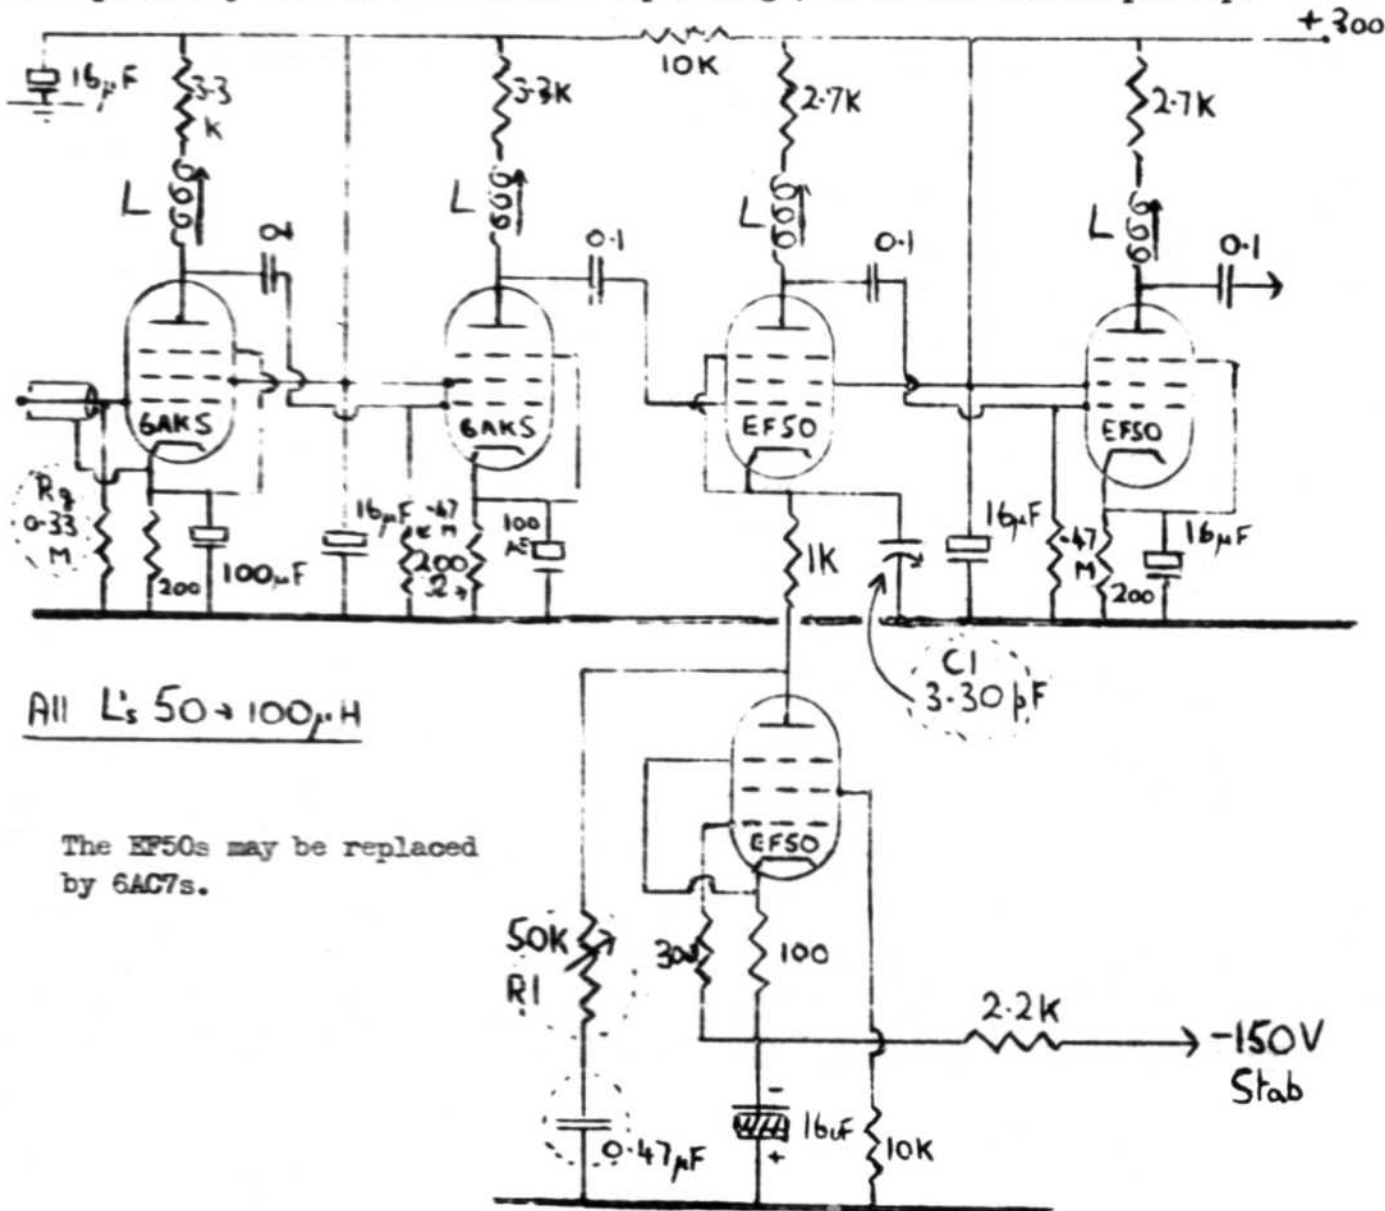 +300
10K
16μF
3.3
K
3.3K
2.7K
2.7K
L
L
L
L
0.1
0.1
0.1
6AK5
6AK5
EF50
EF50
Rg
0.33
M
200
100μF
16μF
.47
M
200
Ω
100
1K
16μF
.47
M
200
16μF
C1
3.30pF
All L's 50→100μH
EF50
The EF50s may be replaced
by 6AC7s.
50K
R1
300
100
2.2K
-150V
Stab
-
16uF
+
0.47μF
10K